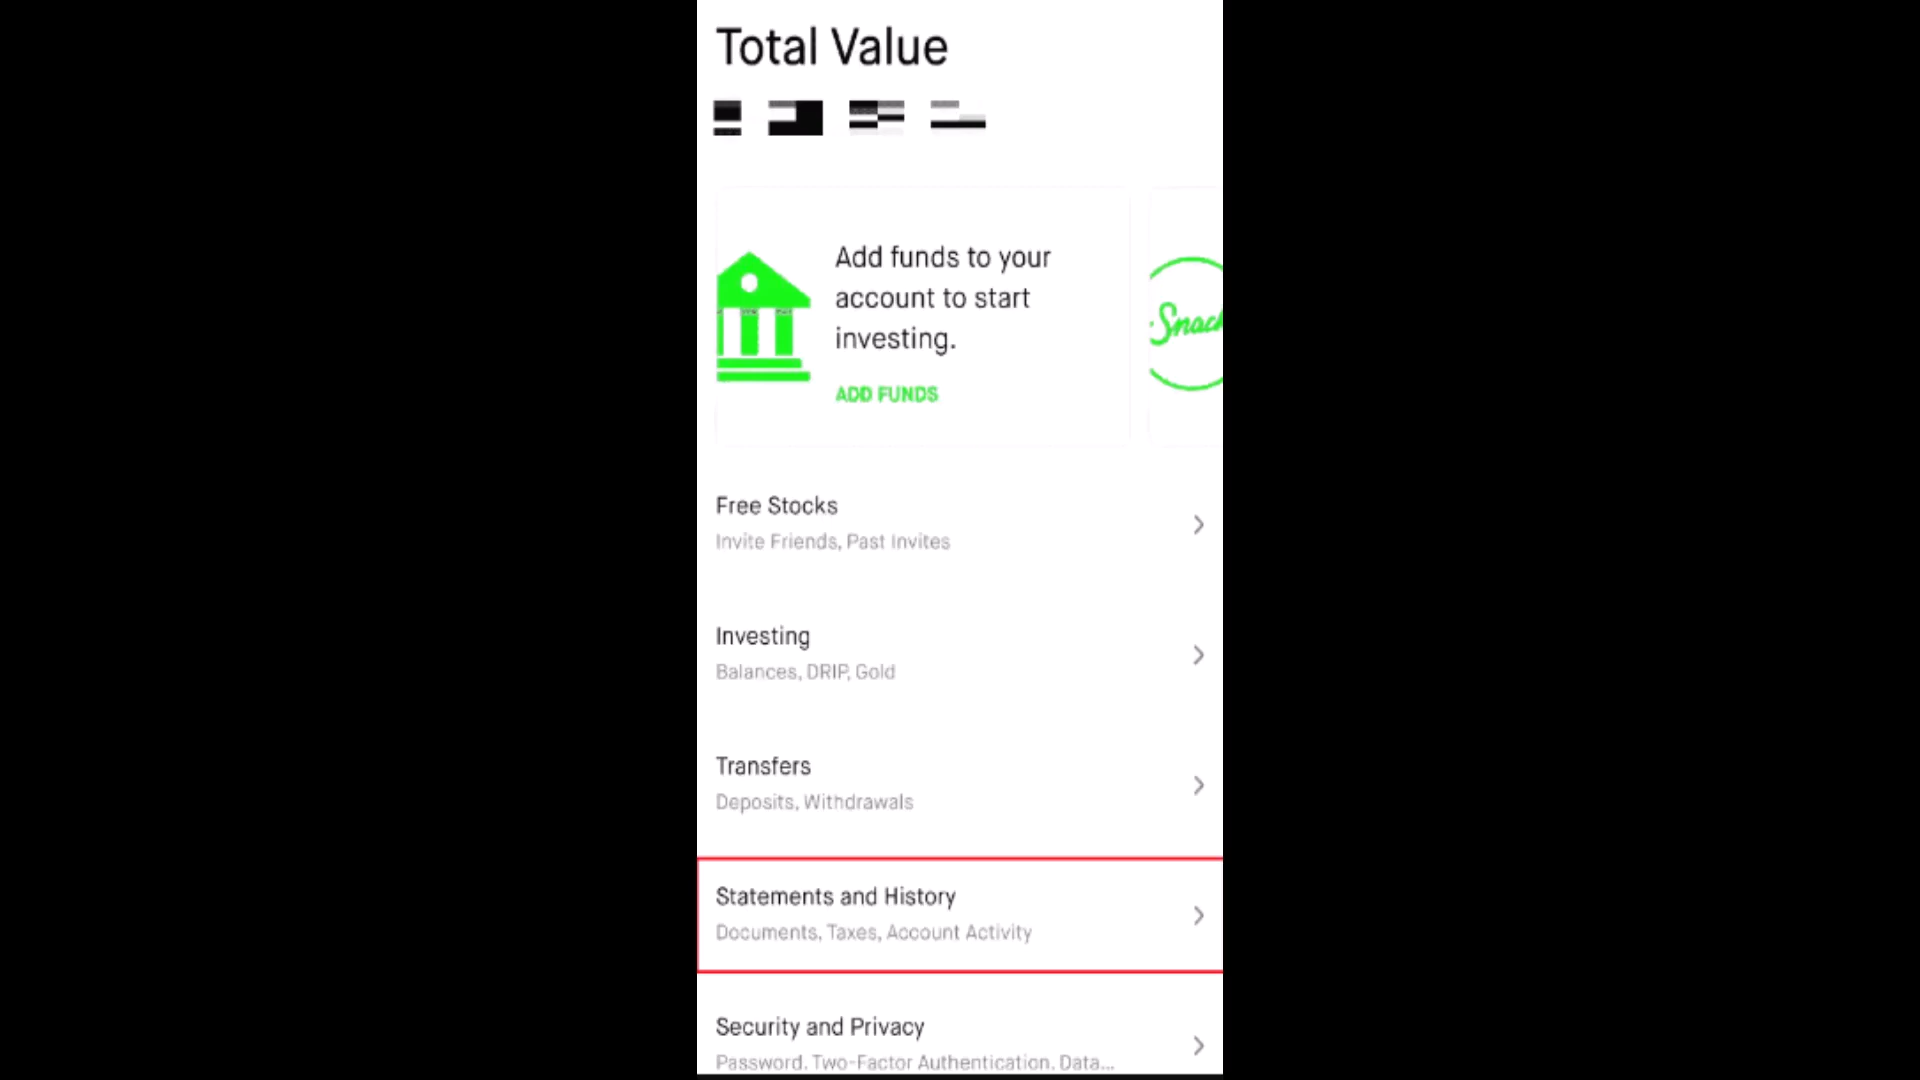 Total Value
Add funds to your
account to start
investing.
ADD FUNDS
Snac
Free Stocks
Invite Friends, Past Invites
Investing
Balances, DRIP, Gold
Transfers
Deposits, Withdrawals
Statements and History
Documents, Taxes, Account Activity
Security and Privacy
Password, Two-Factor Authentication, Data...